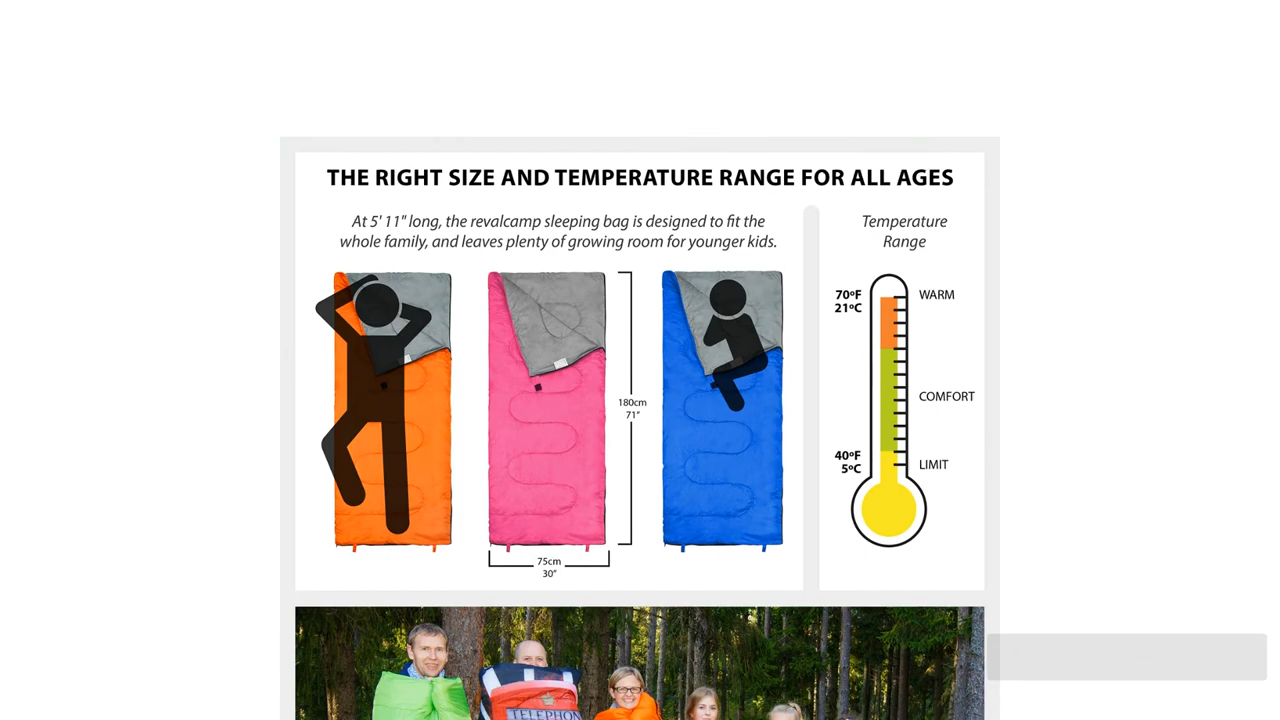 THE RIGHT SIZE AND TEMPERATURE RANGE FOR ALL AGES
At 5' 11" long, the revalcamp sleeping bag is designed to fit the
whole family, and leaves plenty of growing room for younger kids.
180cm
71"
75cm
30"
Temperature
Range
70ºF
21ºC
WARM
COMFORT
40ºF
5ºC
LIMIT
TELEPHON